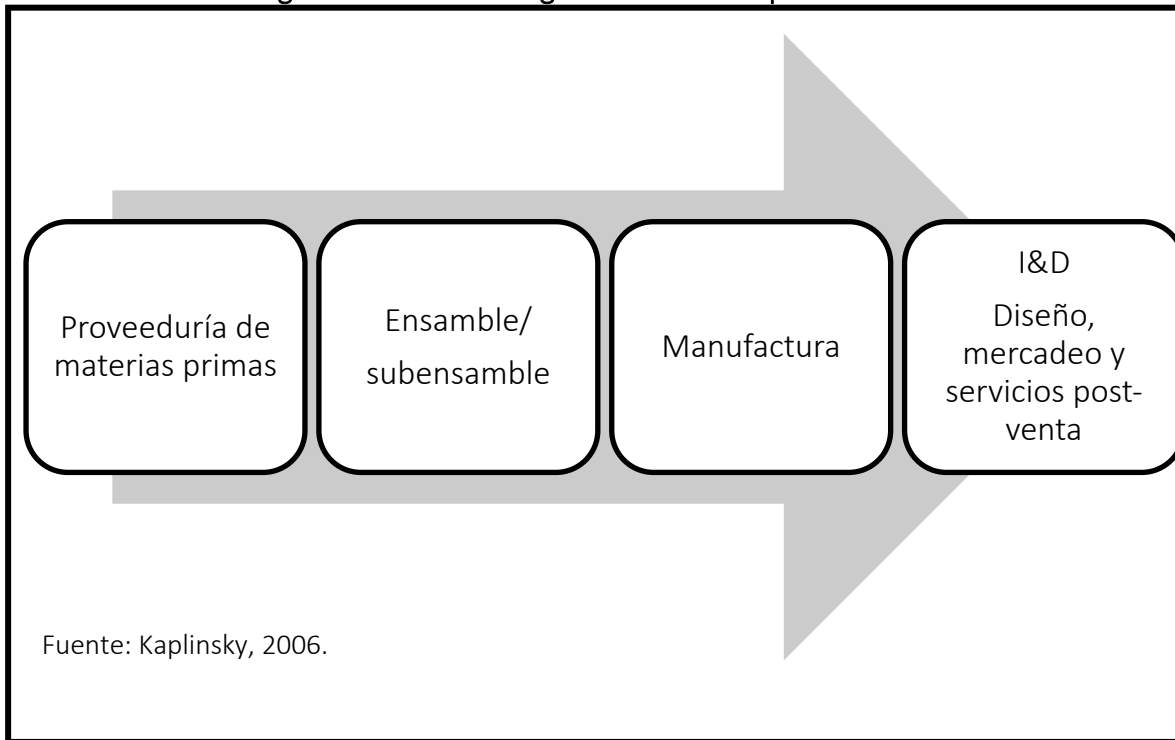 Proveeduría de
materias primas
Ensamble/
subensamble
Manufactura
I&D
Diseño,
mercadeo y
servicios post-
venta
Fuente: Kaplinsky, 2006.